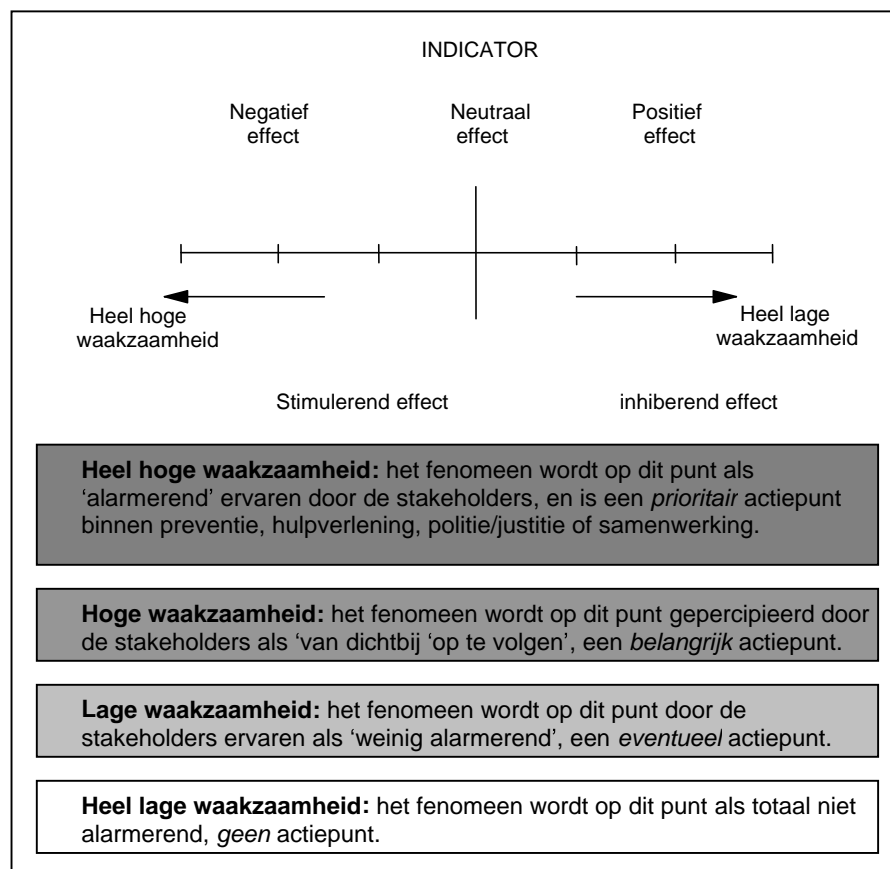 INDICATOR
Negatief effect
Neutraal effect
Positief effect
Heel hoge waakzaamheid
Heel lage waakzaamheid
Stimulerend effect
inhiberend effect
Heel hoge waakzaamheid: het fenomeen wordt op dit punt als
‘alarmerend’ ervaren door de stakeholders, en is een prioritair actiepunt
binnen preventie, hulpverlening, politie/justitie of samenwerking.
Hoge waakzaamheid: het fenomeen wordt op dit punt gepercipieerd door
de stakeholders als ‘van dichtbij ‘op te volgen’, een belangrijk actiepunt.
Lage waakzaamheid: het fenomeen wordt op dit punt door de
stakeholders ervaren als ‘weinig alarmerend’, een eventueel actiepunt.
Heel lage waakzaamheid: het fenomeen wordt op dit punt als totaal niet
alarmerend, geen actiepunt.